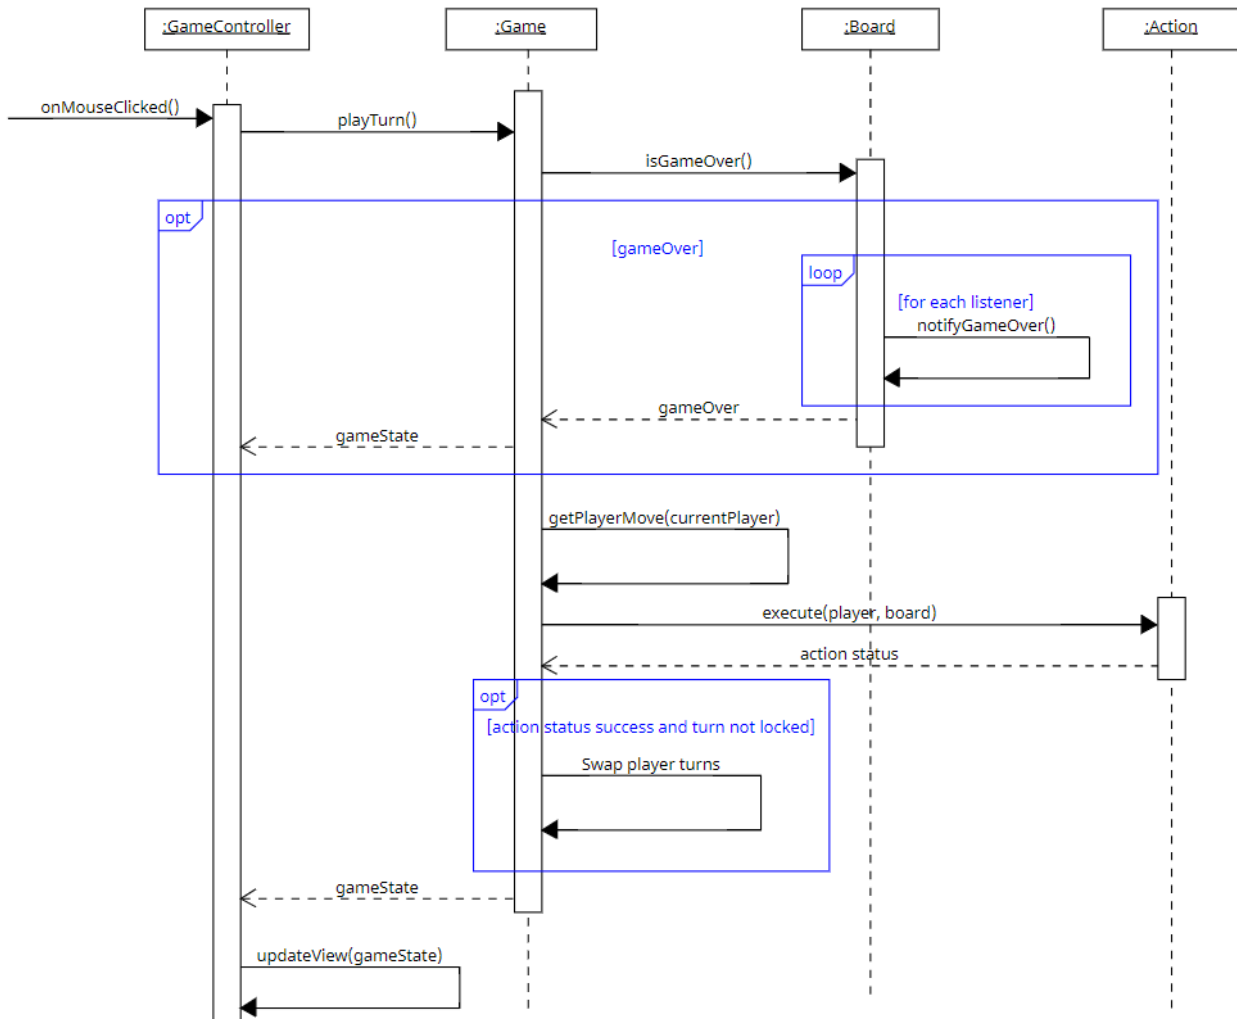 :GameController
:Game
:Board
:Action
onMouseClicked()
playTurn()
isGameOver()
opt
[gameOver]
loop
[for each listener]
notifyGameOver()
gameOver
gameState
getPlayerMove(currentPlayer)
execute(player, board)
action status
opt
[action status success and turn not locked]
Swap player turns
gameState
updateView(gameState)